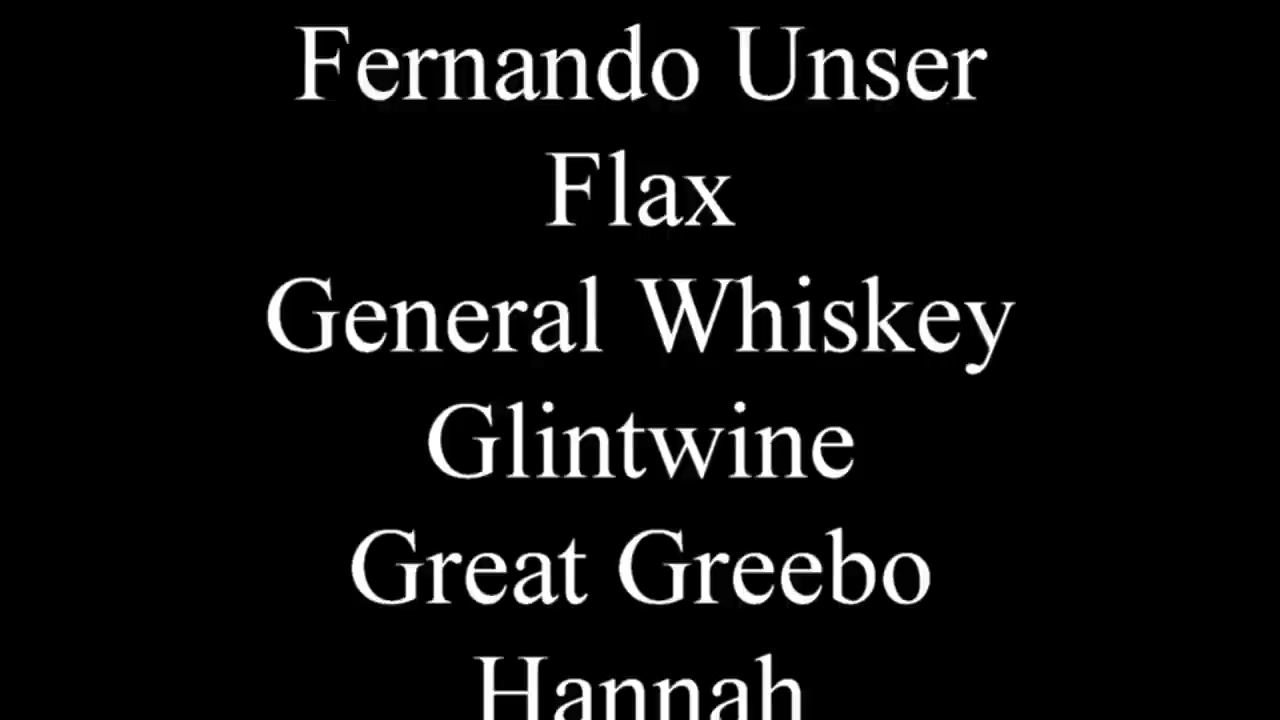 Fernando Unser
Flax
General Whiskey
Glintwine
Great Greebo
Hannah